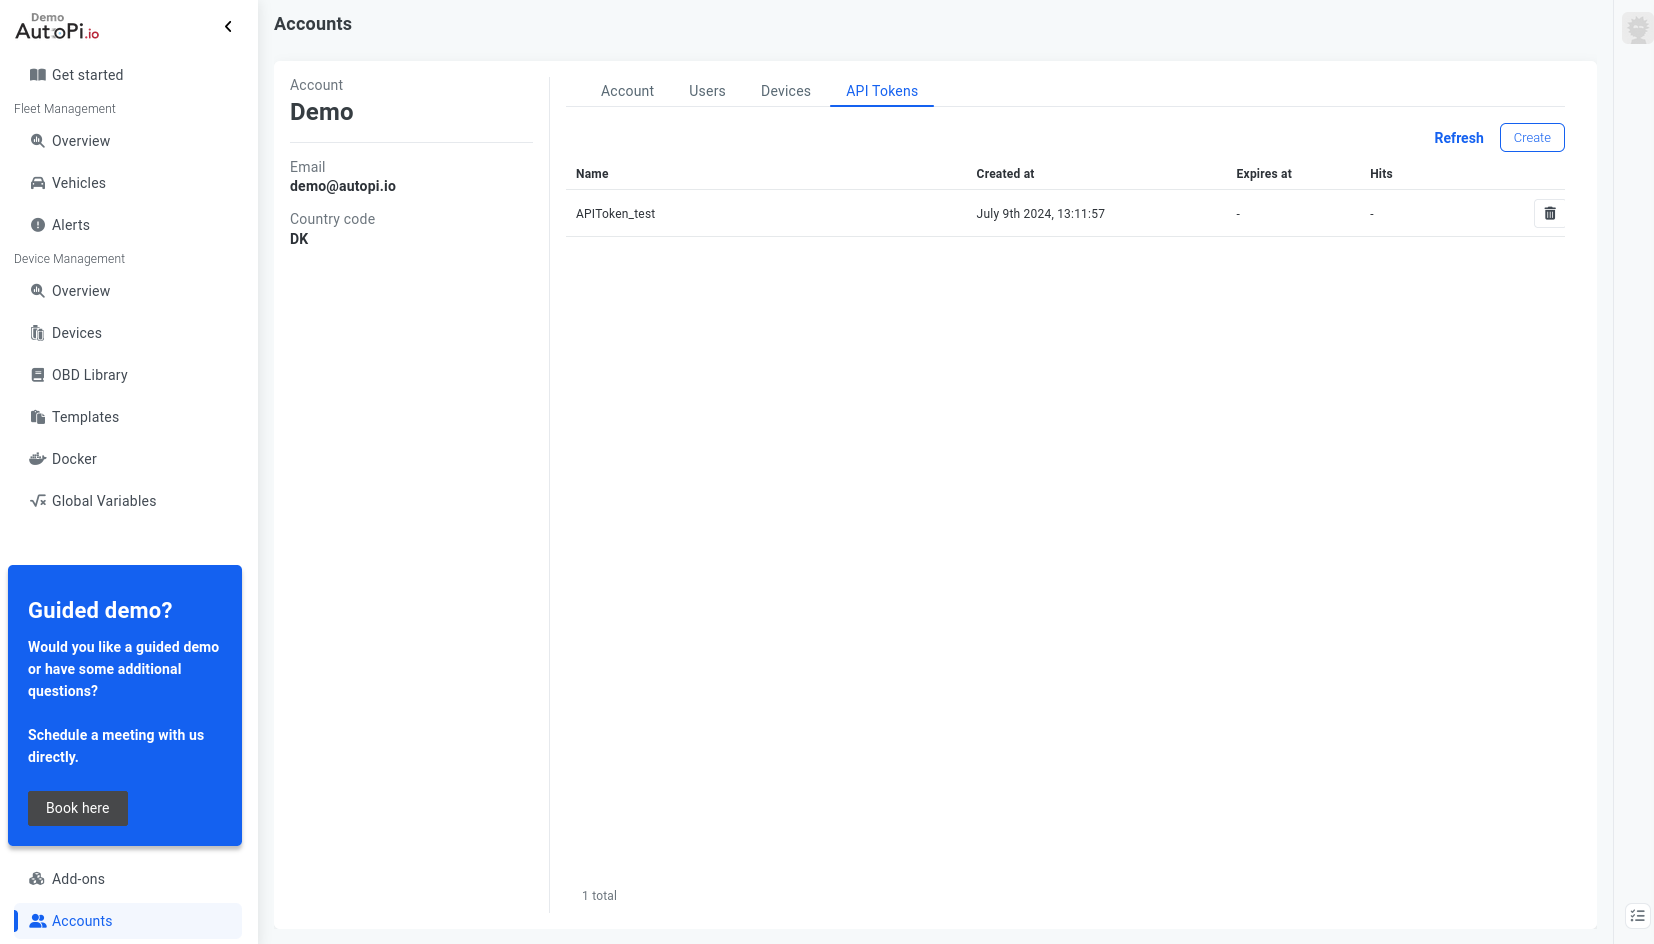 Demo
AutoPi.io
Get started
Fleet Management
Overview
Vehicles
Alerts
Device Management
Overview
Devices
OBD Library
Templates
Docker
Global Variables
Guided demo?
Would you like a guided demo
or have some additional
questions?
Schedule a meeting with us
directly.
Book here
Add-ons
Accounts
Accounts
Account
Demo
Email
demo@autopi.io
Country code
DK
Account Users Devices API Tokens
Refresh Create
Name Created at Expires at Hits
APIToken_test July 9th 2024, 13:11:57 - -
1 total